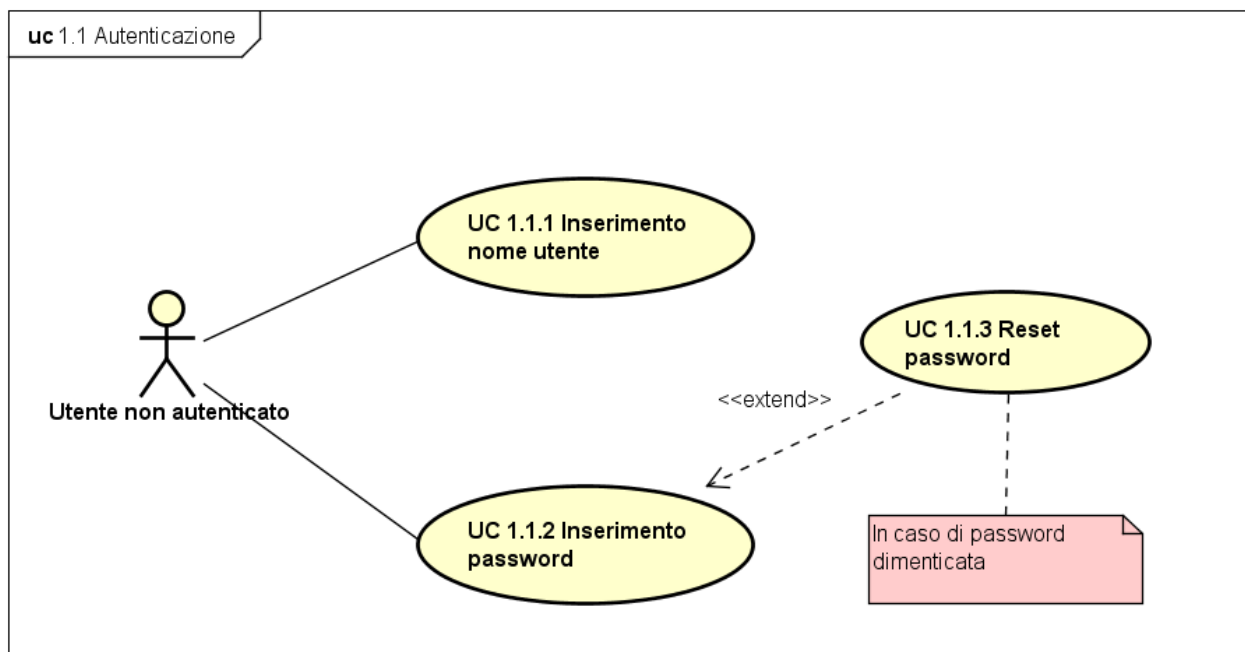 uc 1.1 Autenticazione
UC 1.1.1 Inserimento
nome utente
UC 1.1.3 Reset
password
Utente non autenticato
<<extend>>
UC 1.1.2 Inserimento
password
In caso di password
dimenticata